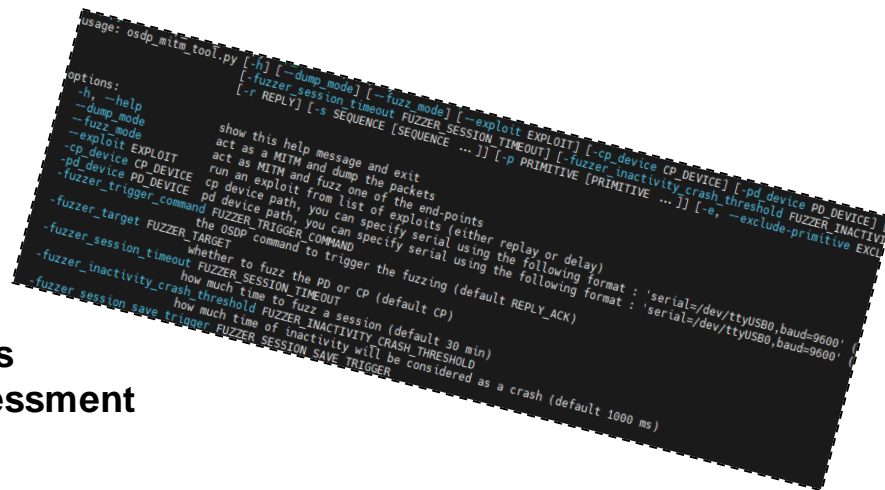 usage: osdp_mitm_tool.py [-h] [--dump_mode] [--fuzz_mode] [--exploit EXPLOIT] [-cp_device CP_DEVICE] [-pd_device PD_DEVICE]
[-fuzzer_session_timeout FUZZER_SESSION_TIMEOUT] [-fuzzer_inactivity_crash_threshold FUZZER_INACTIVI
[-r REPLY] [-s SEQUENCE [SEQUENCE ...]] [-p PRIMITIVE [PRIMITIVE ...]] [-e, --exclude-primitive EXCL
options:
-h, --help show this help message and exit
--dump_mode act as a MITM and dump the packets
--fuzz_mode act as MITM and fuzz one of the end-points
--exploit EXPLOIT run an exploit from list of exploits (either replay or delay)
-cp_device CP_DEVICE cp device path, you can specify serial using the following format : 'serial=/dev/ttyUSB0,baud=9600' (
-pd_device PD_DEVICE pd device path, you can specify serial using the following format : 'serial=/dev/ttyUSB0,baud=9600' (
-fuzzer_trigger_command FUZZER_TRIGGER_COMMAND
the OSDP command to trigger the fuzzing (default REPLY_ACK)
-fuzzer_target FUZZER_TARGET
whether to fuzz the PD or CP (default CP)
-fuzzer_session_timeout FUZZER_SESSION_TIMEOUT
how much time to fuzz a session (default 30 min)
-fuzzer_inactivity_crash_threshold FUZZER_INACTIVITY_CRASH_THRESHOLD
how much time of inactivity will be considered as a crash (default 1000 ms)
-fuzzer_session_save_trigger FUZZER_SESSION_SAVE_TRIGGER
s
essment